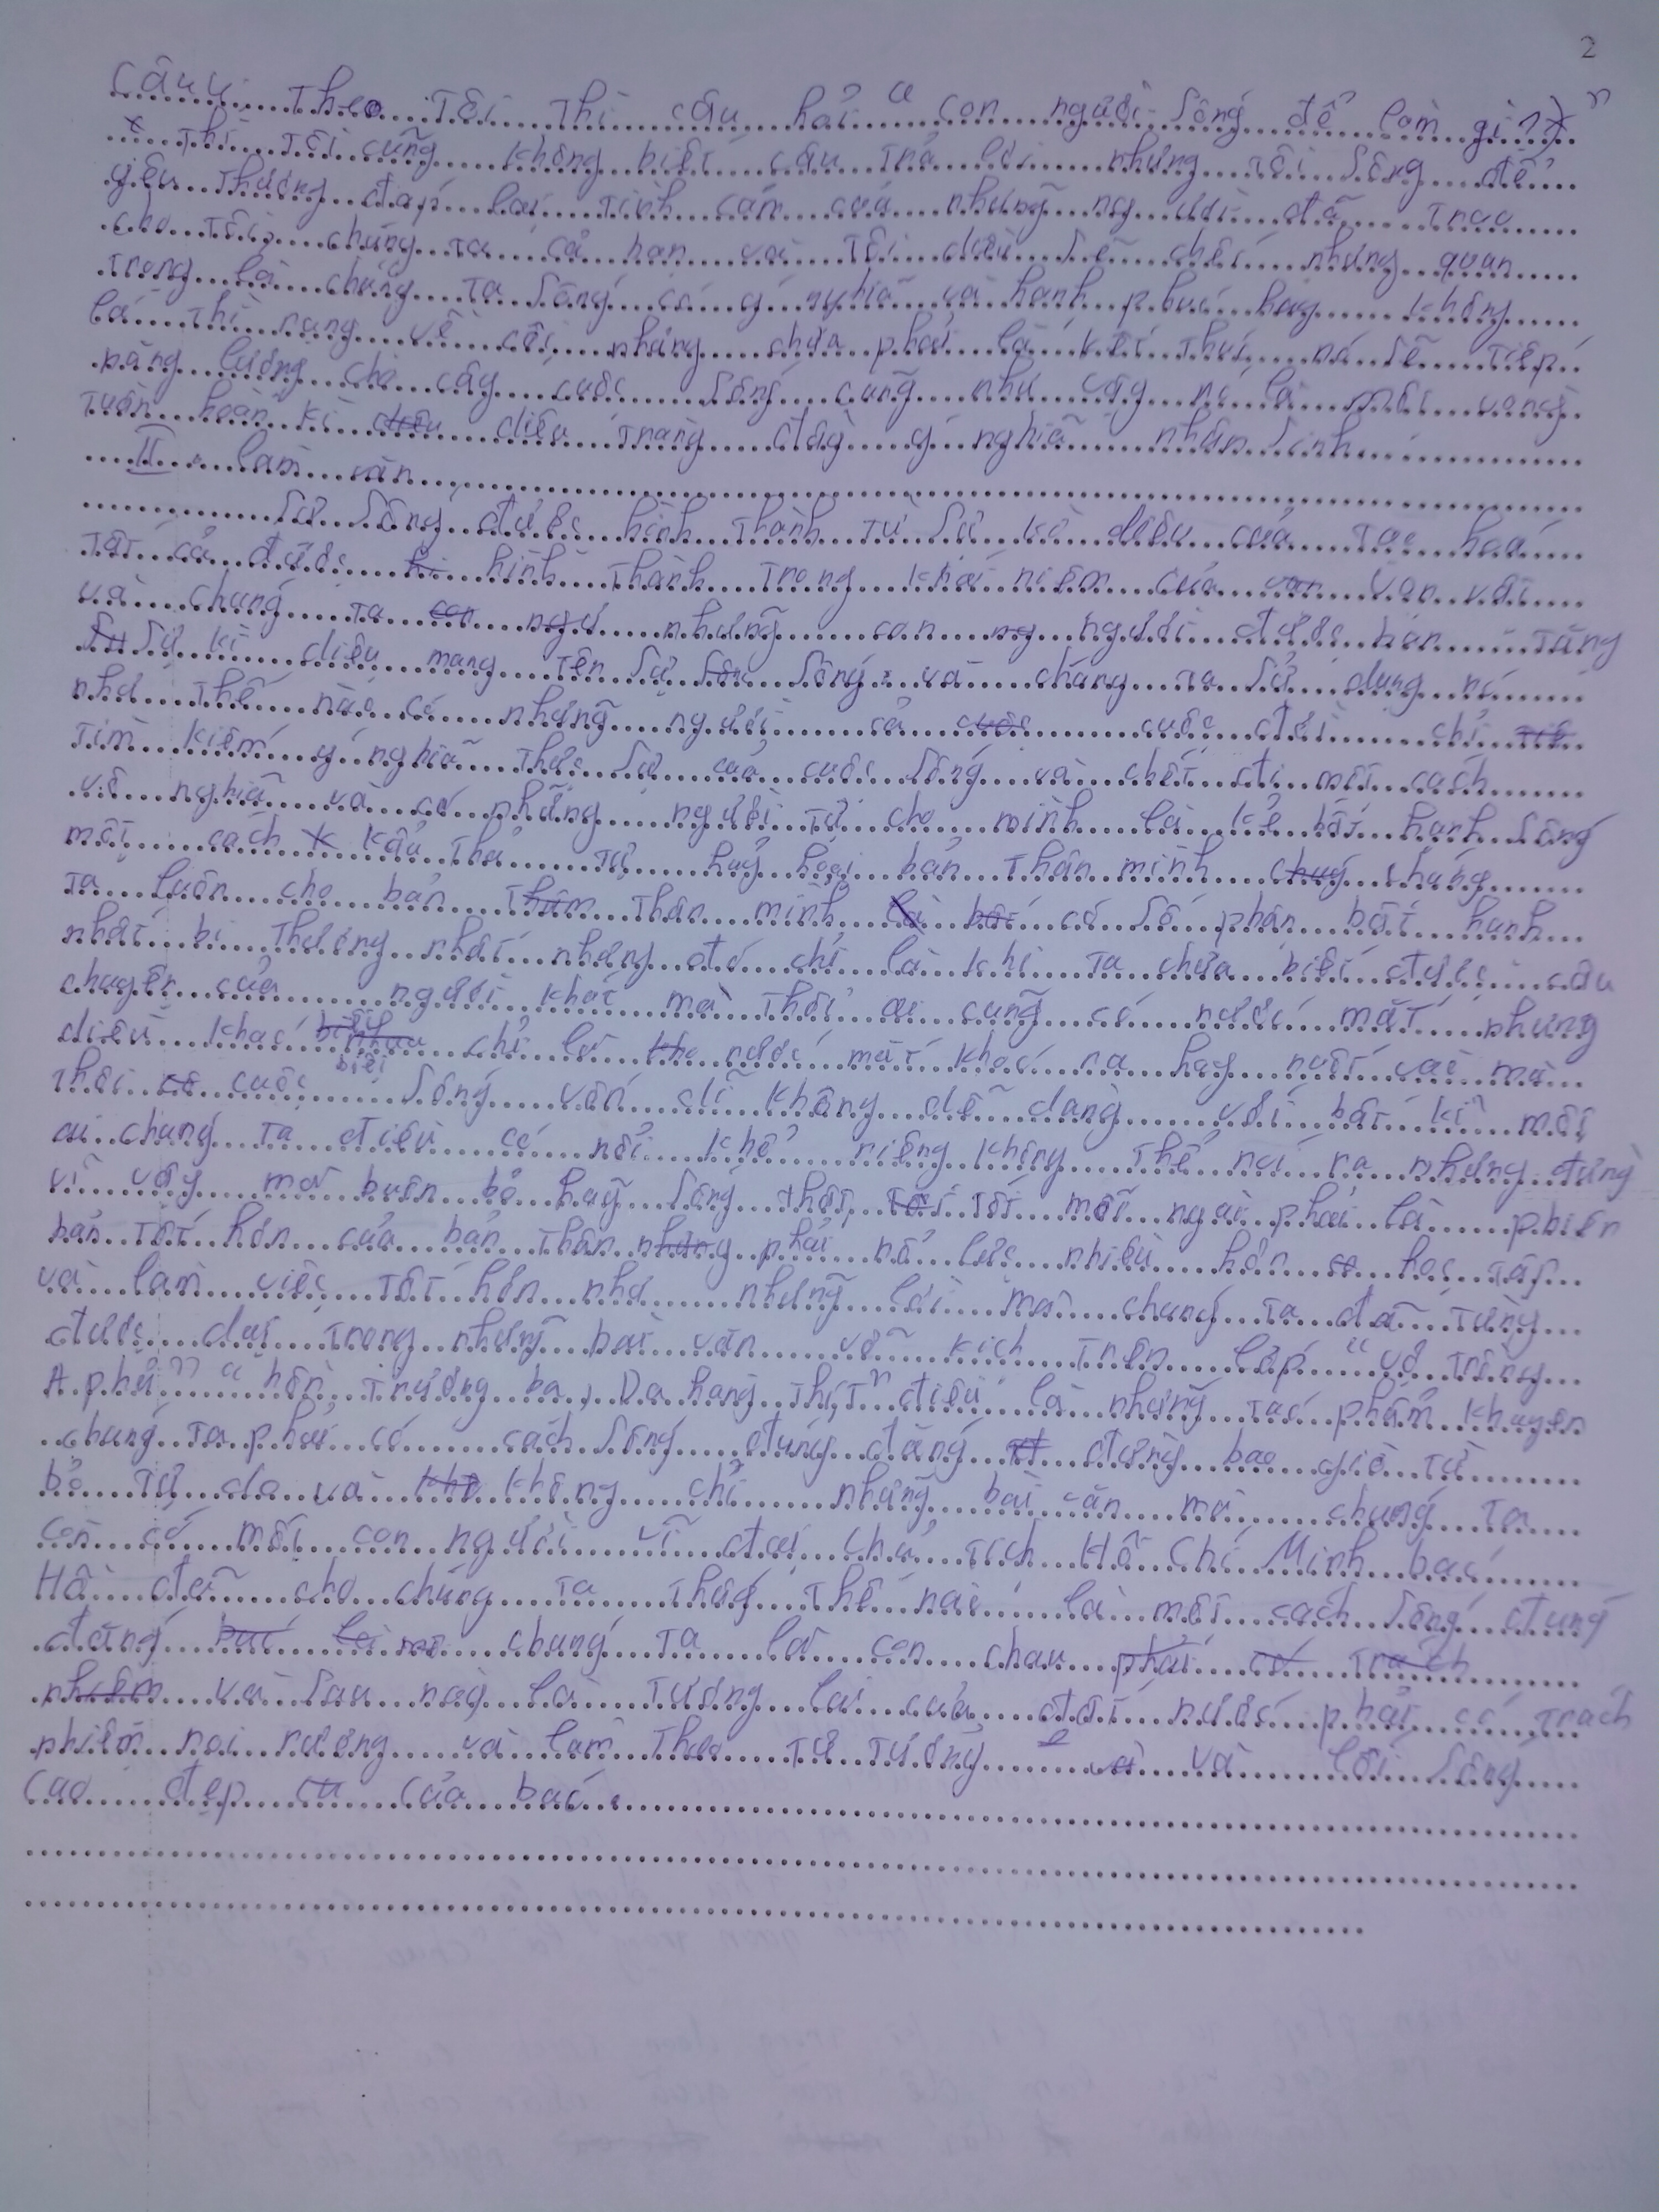 2
Câu 4: Theo Tôi Thì câu hỏi "con người sống để làm gì?"
Thì Tôi cũng không biết câu Trả lời nhưng Tôi sống để
yêu Thương đáp lại Tình cảm của những người đã Trao
cho Tôi, chúng Ta cả bạn và Tôi điều sẽ chết nhưng quan
Trọng là chúng Ta sống có ý nghĩa và hạnh phúc hay không
lá Thì rụng về cội nhưng chưa phải là kết Thúc nó sẽ Tiếp
năng lượng cho cây cuộc sống cũng như vậy nó là một vòng
Tuần hoàn kì diệu Tràng đầy ý nghĩa nhân sinh.
II. làm văn
Sự sống được hình Thành Từ sự kì diệu của Tạo hoá
Tất cả được hình Thành Trong khái niệm của vạn vật
và chúng Ta những con người được ban Tặng
sự kì diệu mang Tên sự sống và chúng Ta sử dụng nó
như Thế nào có những người cả cuộc đời chỉ
Tìm kiếm ý nghĩa Thực sự của cuộc sống và chết đi một cách
vô nghĩa và có những người Tự cho mình là kẻ bất hạnh sống
một cách cẩu Thả Tự huỷ hoại bản Thân mình chúng
Ta luôn cho bản Thân mình có số phận bất hạnh
nhất bi Thương nhất nhưng đó chỉ là khi Ta chưa biết được câu
chuyện của người khác mà Thôi ai cũng có nước mắt nhưng
điều khác biệt chỉ là nước mắt khóc ra hay nuốt vào mà
Thôi cuộc sống vốn dĩ không dễ dàng với bất kì một
ai chúng Ta điều có nổi khổ riêng không Thể nói ra nhưng đừng
vì vậy mà buôn bỏ hãy sống Thật Tốt mỗi ngài phải là phiên
bản Tốt hơn của bản Thân phải nổ lực nhiều hơn học Tập
và làm việc Tốt hơn như những lời mà chúng Ta đã Từng
được dạy Trong những bài văn vỡ kịch Trên lớp "vợ Trồng
A phủ" "hồn Trương ba, Da hàng Thịt" điều là những Tác phẩm khuyên
chúng Ta phải có cách sống đúng đắng đừng bao giờ Từ
bỏ Tự do và không chỉ những bài văn mà chúng Ta
còn có một con người vĩ đại chủ Tịch Hồ Chí Minh bác
Hồ đã cho chúng Ta Thấy Thế nào là một cách sống đúng
đắng chúng Ta là con cháu
và sau này là Tương lai của đất nước phải có Trách
nhiệm noi gương và làm Theo Tư Tưởng và lối sống
cao đẹp của bác.